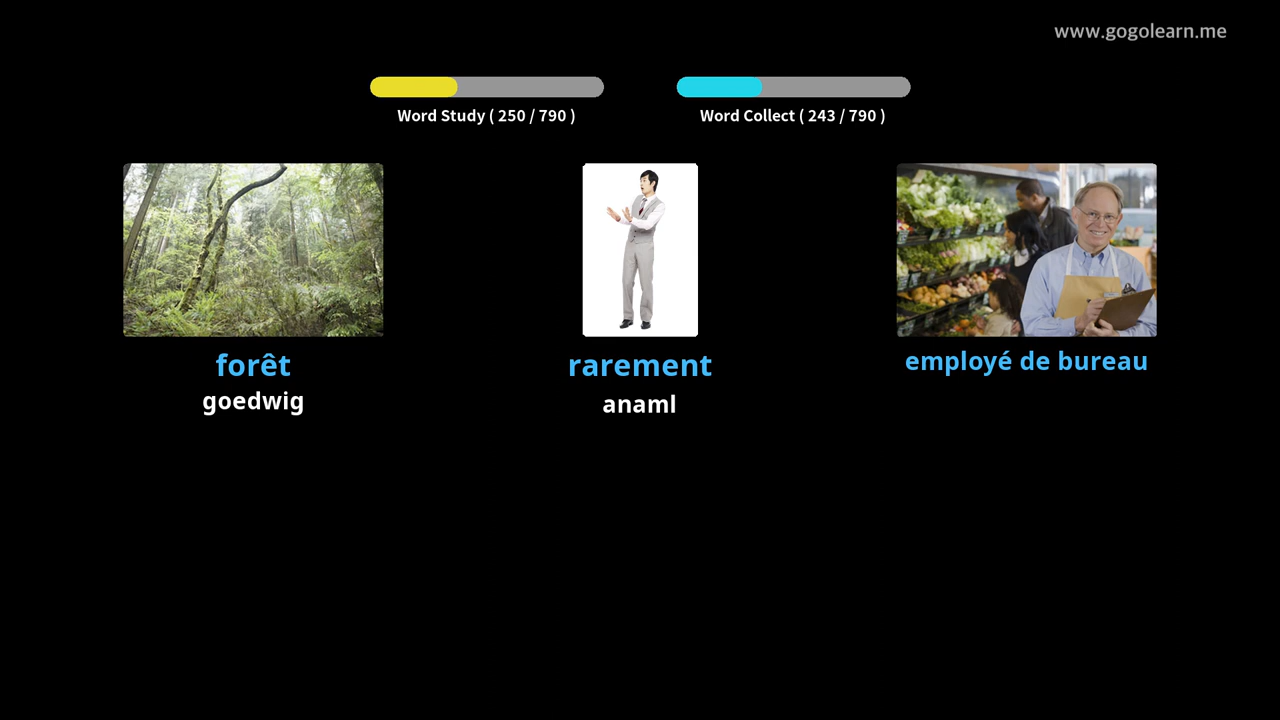 www.gogolearn.me
Word Study ( 250 / 790 )
Word Collect ( 243 / 790 )
forêt
goedwig
rarement
anaml
employé de bureau